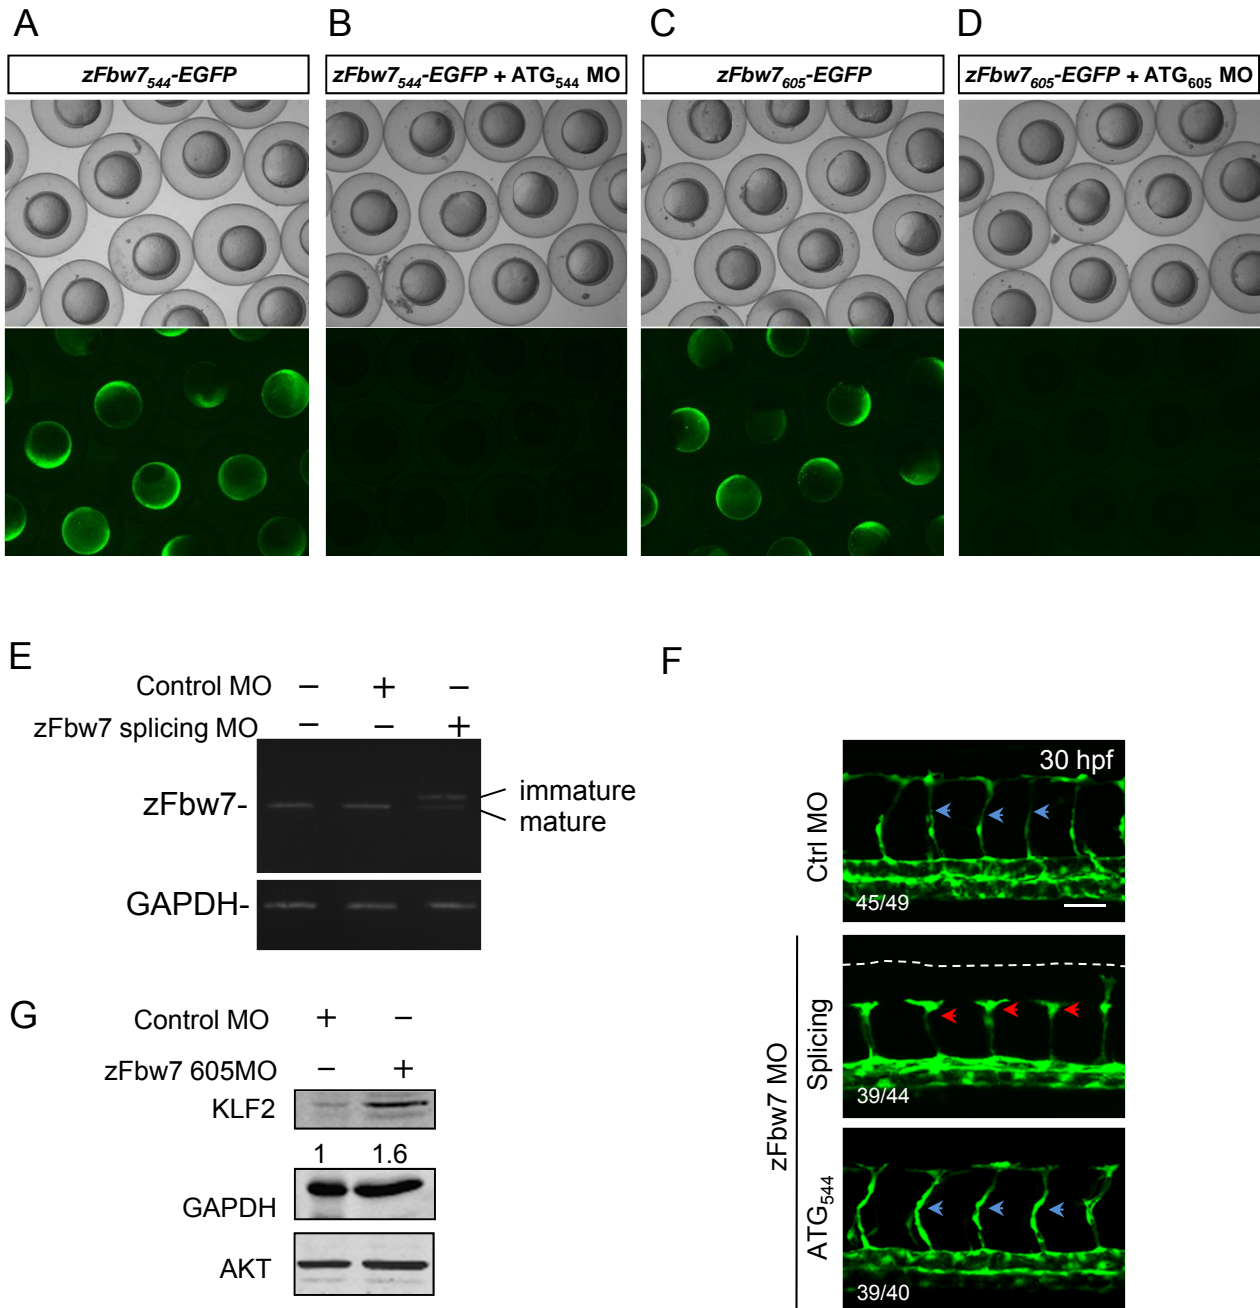 A
B
C
D
zFbw7544-EGFP
zFbw7544-EGFP + ATG544 MO
zFbw7605-EGFP
zFbw7605-EGFP + ATG605 MO
E
Control MO − + −
zFbw7 splicing MO − − +
zFbw7-
immature
mature
GAPDH-
F
30 hpf
Ctrl MO
45/49
zFbw7 MO
Splicing
39/44
ATG544
39/40
G
Control MO + −
zFbw7 605MO − +
KLF2
1 1.6
GAPDH
AKT